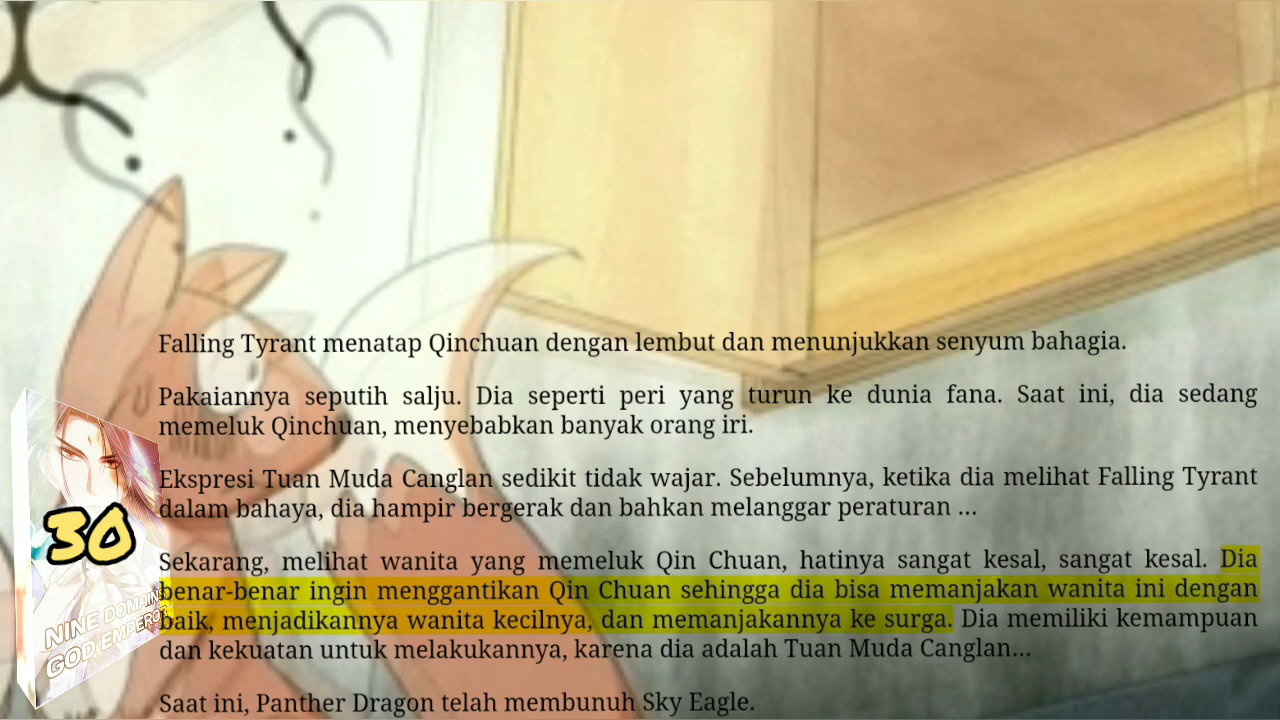 Falling Tyrant menatap Qinchuan dengan lembut dan menunjukkan senyum bahagia.
Pakaiannya seputih salju. Dia seperti peri yang turun ke dunia fana. Saat ini, dia sedang
memeluk Qinchuan, menyebabkan banyak orang iri.
Ekspresi Tuan Muda Canglan sedikit tidak wajar. Sebelumnya, ketika dia melihat Falling Tyrant
dalam bahaya, dia hampir bergerak dan bahkan melanggar peraturan ...
Sekarang, melihat wanita yang memeluk Qin Chuan, hatinya sangat kesal, sangat kesal. Dia
benar-benar ingin menggantikan Qin Chuan sehingga dia bisa memanjakan wanita ini dengan
baik, menjadikannya wanita kecilnya, dan memanjakannya ke surga. Dia memiliki kemampuan
dan kekuatan untuk melakukannya, karena dia adalah Tuan Muda Canglan...
Saat ini, Panther Dragon telah membunuh Sky Eagle.
30
NINE DOMAIN
GOD EMPEROR